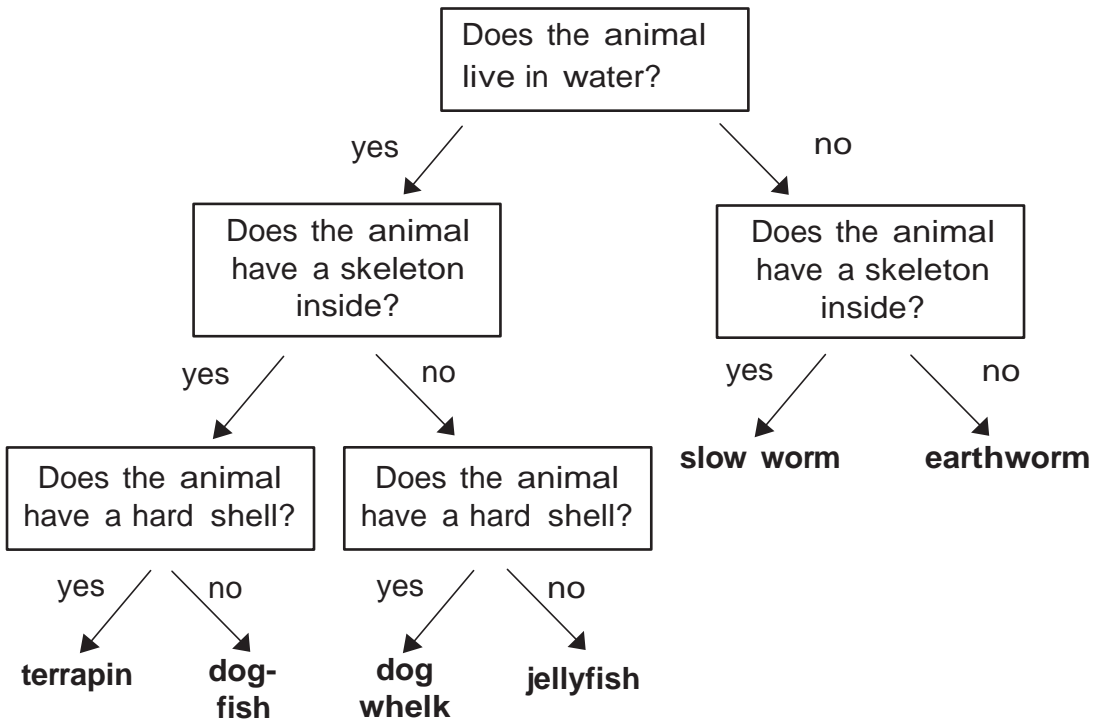 Does the animal
live in water?
yes
no
Does the animal
have a skeleton
inside?
Does the animal
have a skeleton
inside?
yes
no
yes
no
Does the animal
have a hard shell?
Does the animal
have a hard shell?
slow worm
earthworm
yes
no
yes
no
terrapin
dog-
fish
dog
whelk
jellyfish